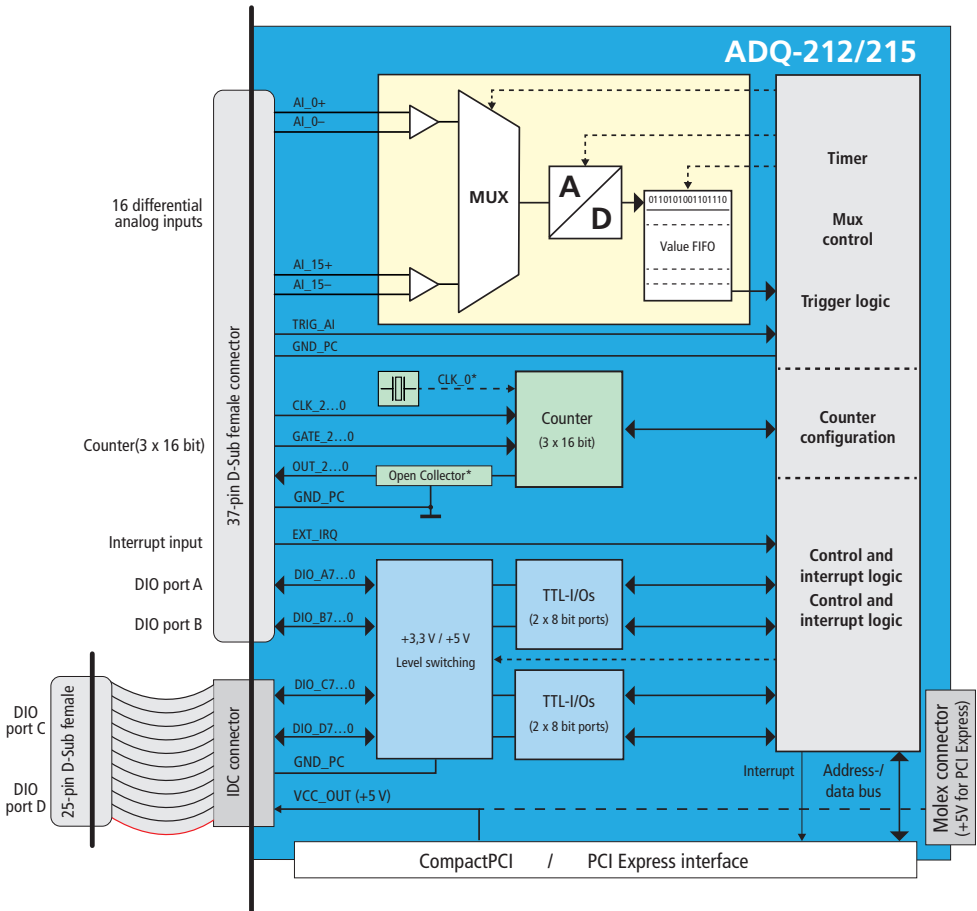 ADQ-212/215
AI_0+
AI_0–
16 differential
analog inputs
AI_15+
AI_15–
MUX
A
D
0110101001101110
Value FIFO
Timer
Mux
control
Trigger logic
TRIG_AI
GND_PC
37-pin D-Sub female connector
CLK_0*
CLK_2...0
Counter(3 x 16 bit)
GATE_2...0
OUT_2...0
Open Collector*
GND_PC
Counter
(3 x 16 bit)
Counter
configuration
Interrupt input
EXT_IRQ
DIO port A
DIO_A7...0
DIO port B
DIO_B7...0
+3,3 V / +5 V
Level switching
TTL-I/Os
(2 x 8 bit ports)
Control and
interrupt logic
Control and
interrupt logic
DIO
port C
DIO
port D
25-pin D-Sub female
IDC connector
DIO_C7...0
DIO_D7...0
GND_PC
TTL-I/Os
(2 x 8 bit ports)
VCC_OUT (+5 V)
Interrupt
Address-/
data bus
Molex connector
(+5V for PCI Express)
CompactPCI / PCI Express interface